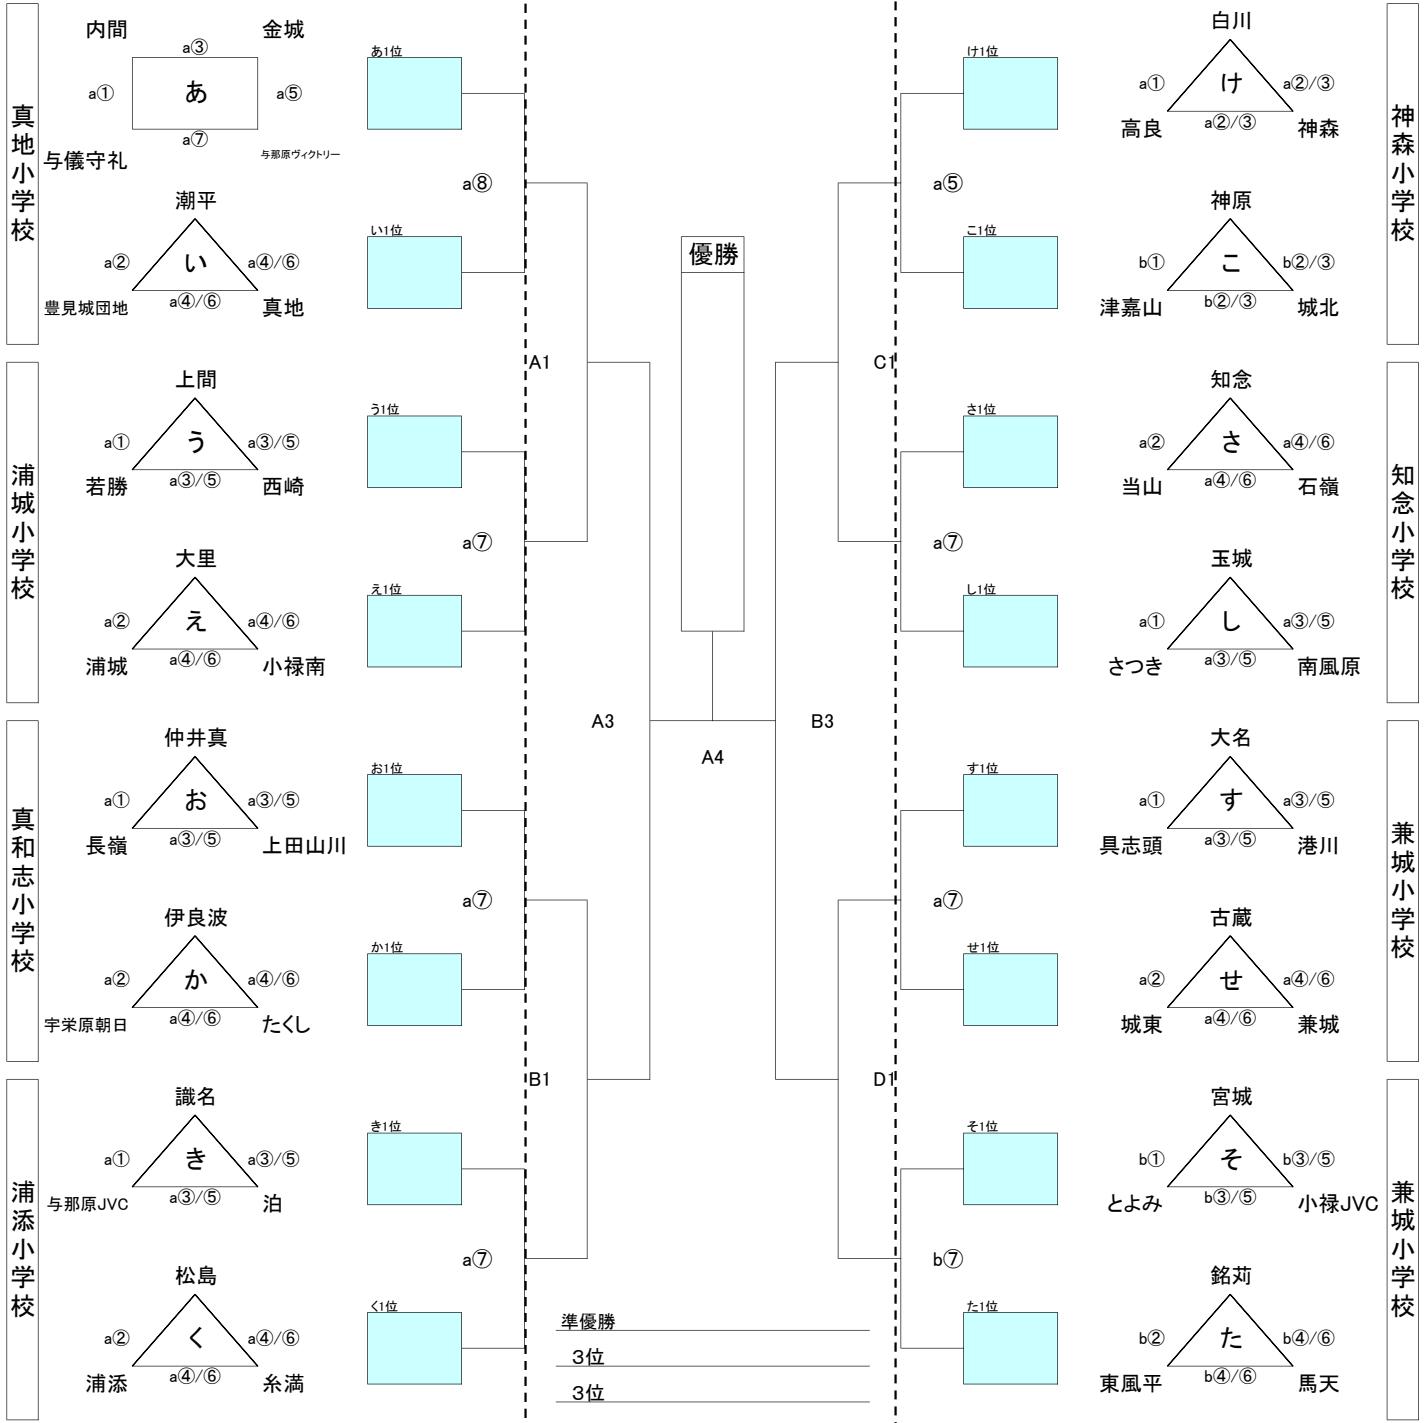 真地小学校
内間
金城
a③
a①
あ
a⑤
a⑦
与儀守礼
与那原ヴィクトリー
あ1位
潮平
a②
い
a④/⑥
a④/⑥
豊見城団地
真地
い1位
a⑧
浦城小学校
上間
a①
う
a③/⑤
a③/⑤
若勝
西崎
う1位
大里
a②
え
a④/⑥
a④/⑥
浦城
小禄南
え1位
a⑦
A1
真和志小学校
仲井真
a①
お
a③/⑤
a③/⑤
長嶺
上田山川
お1位
伊良波
a②
か
a④/⑥
a④/⑥
宇栄原朝日
たくし
か1位
a⑦
浦添小学校
識名
a①
き
a③/⑤
a③/⑤
与那原JVC
泊
き1位
松島
a②
く
a④/⑥
a④/⑥
浦添
糸満
く1位
a⑦
B1
A3
優勝
A4
B3
準優勝
3位
3位
神森小学校
け1位
白川
a①
け
a②/③
a②/③
高良
神森
こ1位
神原
b①
こ
b②/③
b②/③
津嘉山
城北
a⑤
C1
知念小学校
さ1位
知念
a②
さ
a④/⑥
a④/⑥
当山
石嶺
し1位
玉城
a①
し
a③/⑤
a③/⑤
さつき
南風原
a⑦
兼城小学校
す1位
大名
a①
す
a③/⑤
a③/⑤
具志頭
港川
せ1位
古蔵
a②
せ
a④/⑥
a④/⑥
城東
兼城
a⑦
D1
兼城小学校
そ1位
宮城
b①
そ
b③/⑤
b③/⑤
とよみ
小禄JVC
た1位
銘苅
b②
た
b④/⑥
b④/⑥
東風平
馬天
b⑦